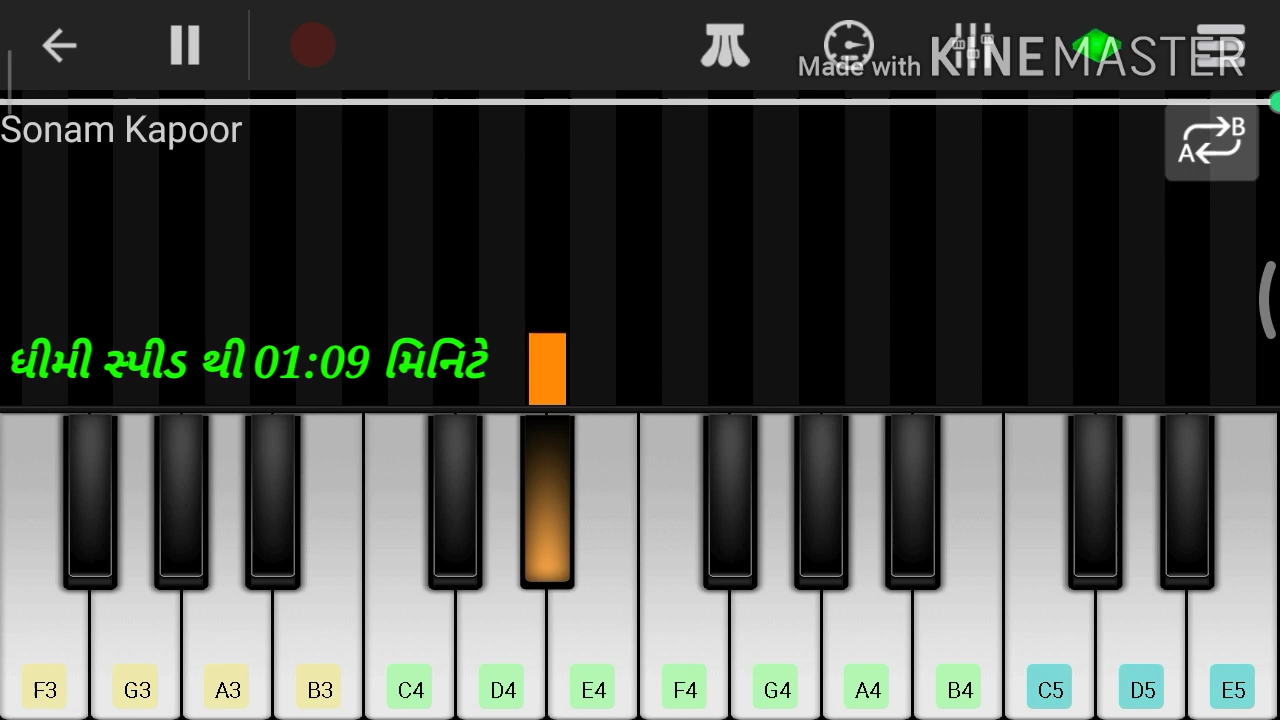 Made with KINEMASTER
Sonam Kapoor
A B
ધીમી સ્પીડ થી 01:09 મિનિટે
F3 G3 A3 B3 C4 D4 E4 F4 G4 A4 B4 C5 D5 E5